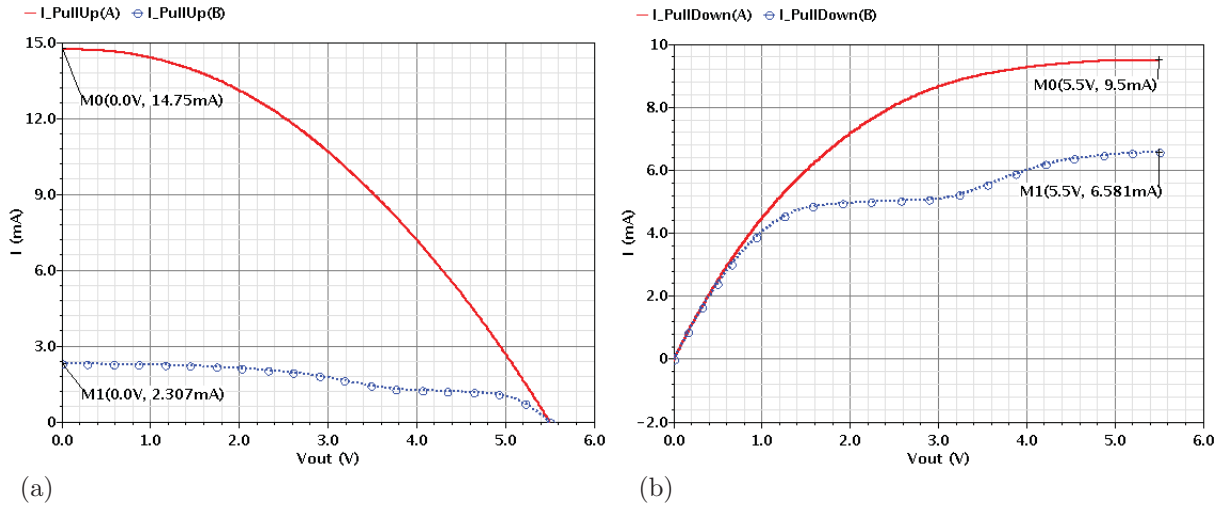 I_PullUp(A) I_PullUp(B)
15.0
12.0
9.0
6.0
3.0
0
I (mA)
M0(0.0V, 14.75mA)
M1(0.0V, 2.307mA)
0.0 1.0 2.0 3.0 4.0 5.0 6.0
Vout (V)
(a)
I_PullDown(A) I_PullDown(B)
10
8.0
6.0
4.0
2.0
0
-2.0
I (mA)
M0(5.5V, 9.5mA)
M1(5.5V, 6.581mA)
0.0 1.0 2.0 3.0 4.0 5.0 6.0
Vout (V)
(b)